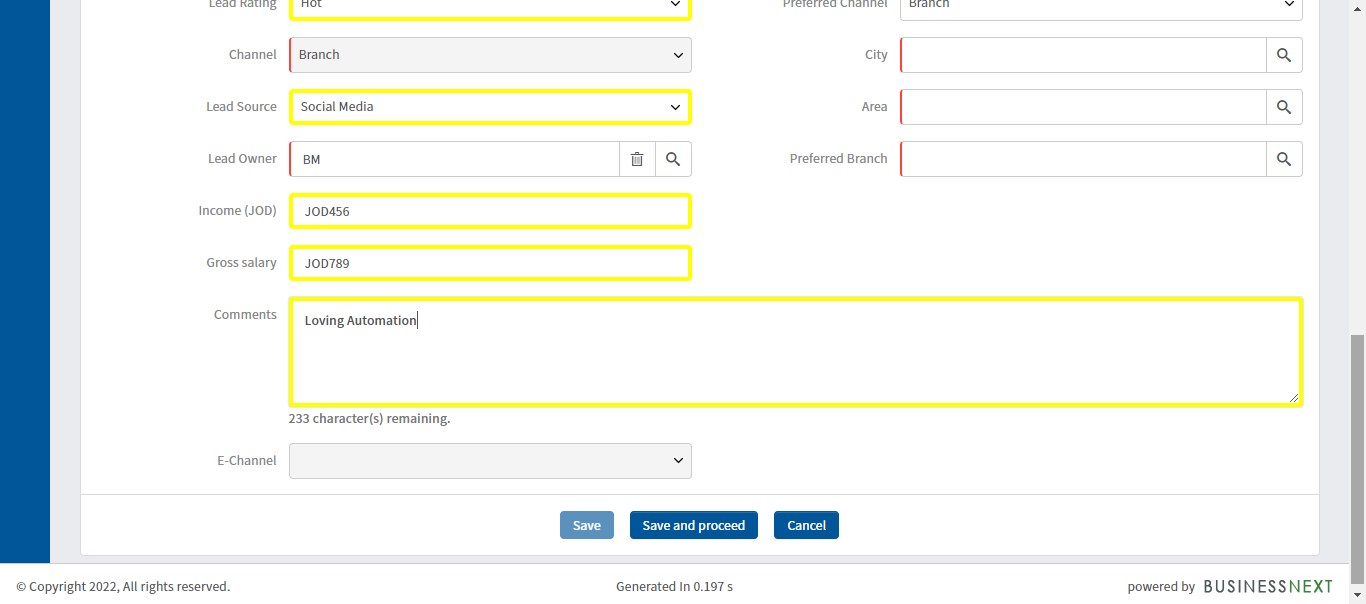 Lead Rating Hot Preferred Channel Branch
Channel Branch City
Lead Source Social Media Area
Lead Owner BM Preferred Branch
Income (JOD) JOD456
Gross salary JOD789
Comments Loving Automation
233 character(s) remaining.
E-Channel
Save Save and proceed Cancel
© Copyright 2022, All rights reserved. Generated In 0.197 s powered by BUSINESSNEXT